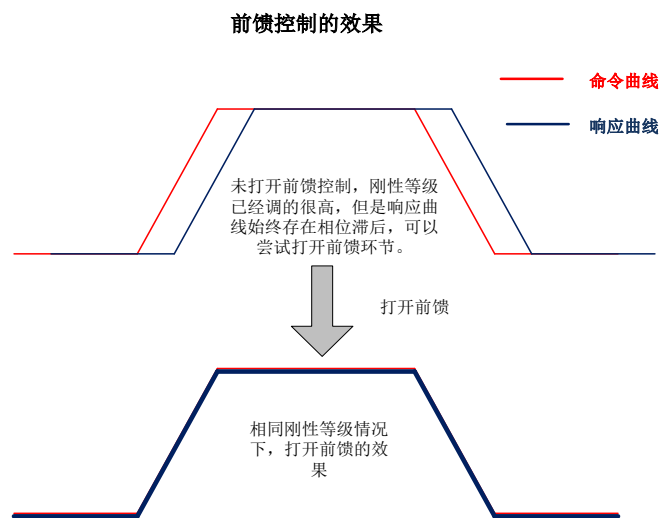 前馈控制的效果
命令曲线
响应曲线
未打开前馈控制，刚性等级
已经调的很高，但是响应曲
线始终存在相位滞后，可以
尝试打开前馈环节。
打开前馈
相同刚性等级情况
下，打开前馈的效
果